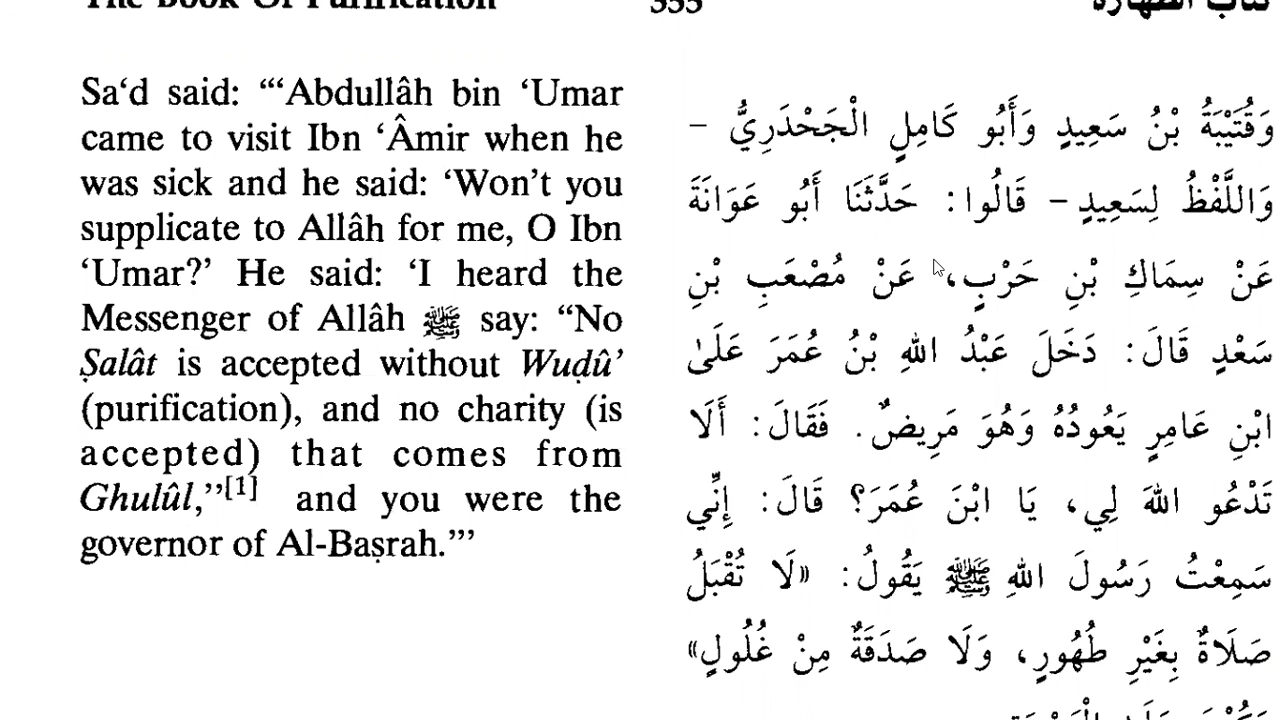 The Book Of Purification 355 كتاب الطهارة
Sa‘d said: “‘Abdullâh bin ‘Umar
came to visit Ibn ‘Âmir when he
was sick and he said: ‘Won’t you
supplicate to Allâh for me, O Ibn
‘Umar?’ He said: ‘I heard the
Messenger of Allâh ﷺ say: “No
Ṣalât is accepted without Wuḍû’
(purification), and no charity (is
accepted) that comes from
Ghulûl,”[1] and you were the
governor of Al-Baṣrah.”’
وَقُتَيْبَةُ بْنُ سَعِيدٍ وَأَبُو كَامِلٍ الْجَحْدَرِيُّ –
وَاللَّفْظُ لِسَعِيدٍ – قَالُوا: حَدَّثَنَا أَبُو عَوَانَةَ
عَنْ سِمَاكِ بْنِ حَرْبٍ، عَنْ مُصْعَبِ بْنِ
سَعْدٍ قَالَ: دَخَلَ عَبْدُ اللهِ بْنُ عُمَرَ عَلَىٰ
ابْنِ عَامِرٍ يَعُودُهُ وَهُوَ مَرِيضٌ. فَقَالَ: أَلَا
تَدْعُو اللهَ لِي، يَا ابْنَ عُمَرَ؟ قَالَ: إِنِّي
سَمِعْتُ رَسُولَ اللهِ ﷺ يَقُولُ: «لَا تُقْبَلُ
صَلَاةٌ بِغَيْرِ طُهُورٍ، وَلَا صَدَقَةٌ مِنْ غُلُولٍ»